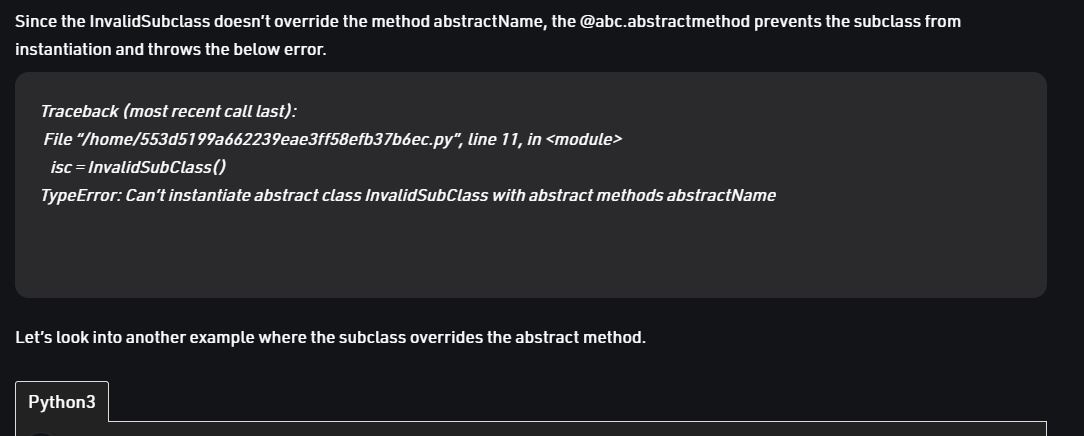 Since the InvalidSubclass doesn’t override the method abstractName, the @abc.abstractmethod prevents the subclass from
instantiation and throws the below error.
Traceback (most recent call last):
File “/home/553d5199a662239eae3ff58efb37b6ec.py”, line 11, in <module>
isc = InvalidSubClass()
TypeError: Can’t instantiate abstract class InvalidSubClass with abstract methods abstractName
Let’s look into another example where the subclass overrides the abstract method.
Python3